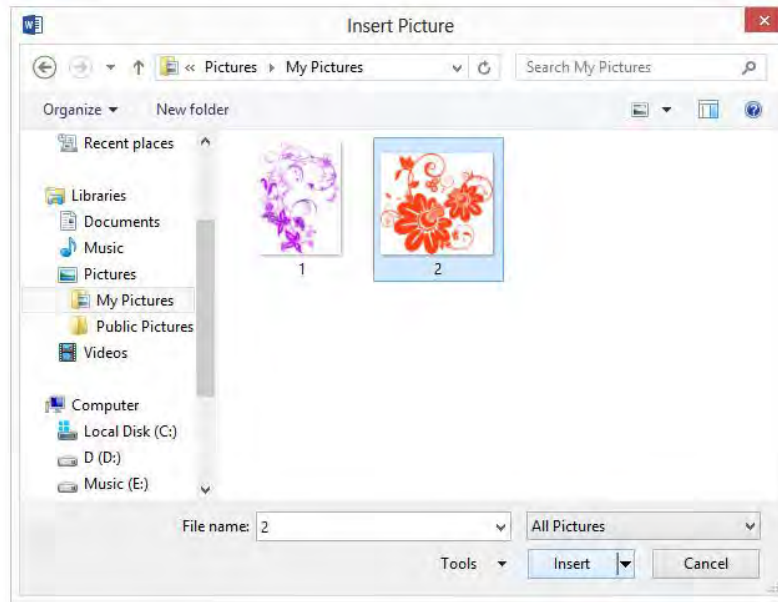 Insert Picture
« Pictures My Pictures
Search My Pictures
Organize
New folder
Recent places
Libraries
Documents
Music
Pictures
My Pictures
Public Pictures
Videos
Computer
Local Disk (C:)
D (D:)
Music (E:)
1
2
File name: 2
All Pictures
Tools
Insert
Cancel